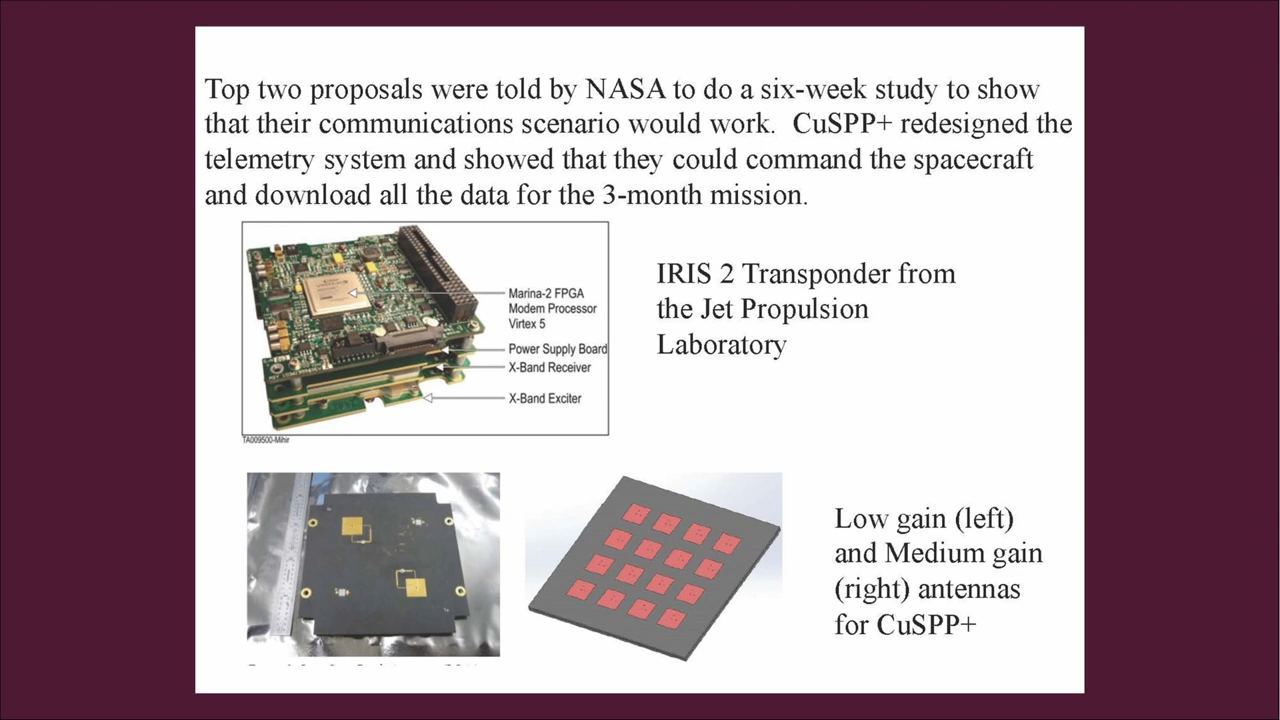 Top two proposals were told by NASA to do a six-week study to show
that their communications scenario would work.  CuSPP+ redesigned the
telemetry system and showed that they could command the spacecraft
and download all the data for the 3-month mission.
Marina-2 FPGA
Modem Processor
Virtex 5
Power Supply Board
X-Band Receiver
X-Band Exciter
TA009500-Mihir
IRIS 2 Transponder from
the Jet Propulsion
Laboratory
Low gain (left)
and Medium gain
(right) antennas
for CuSPP+